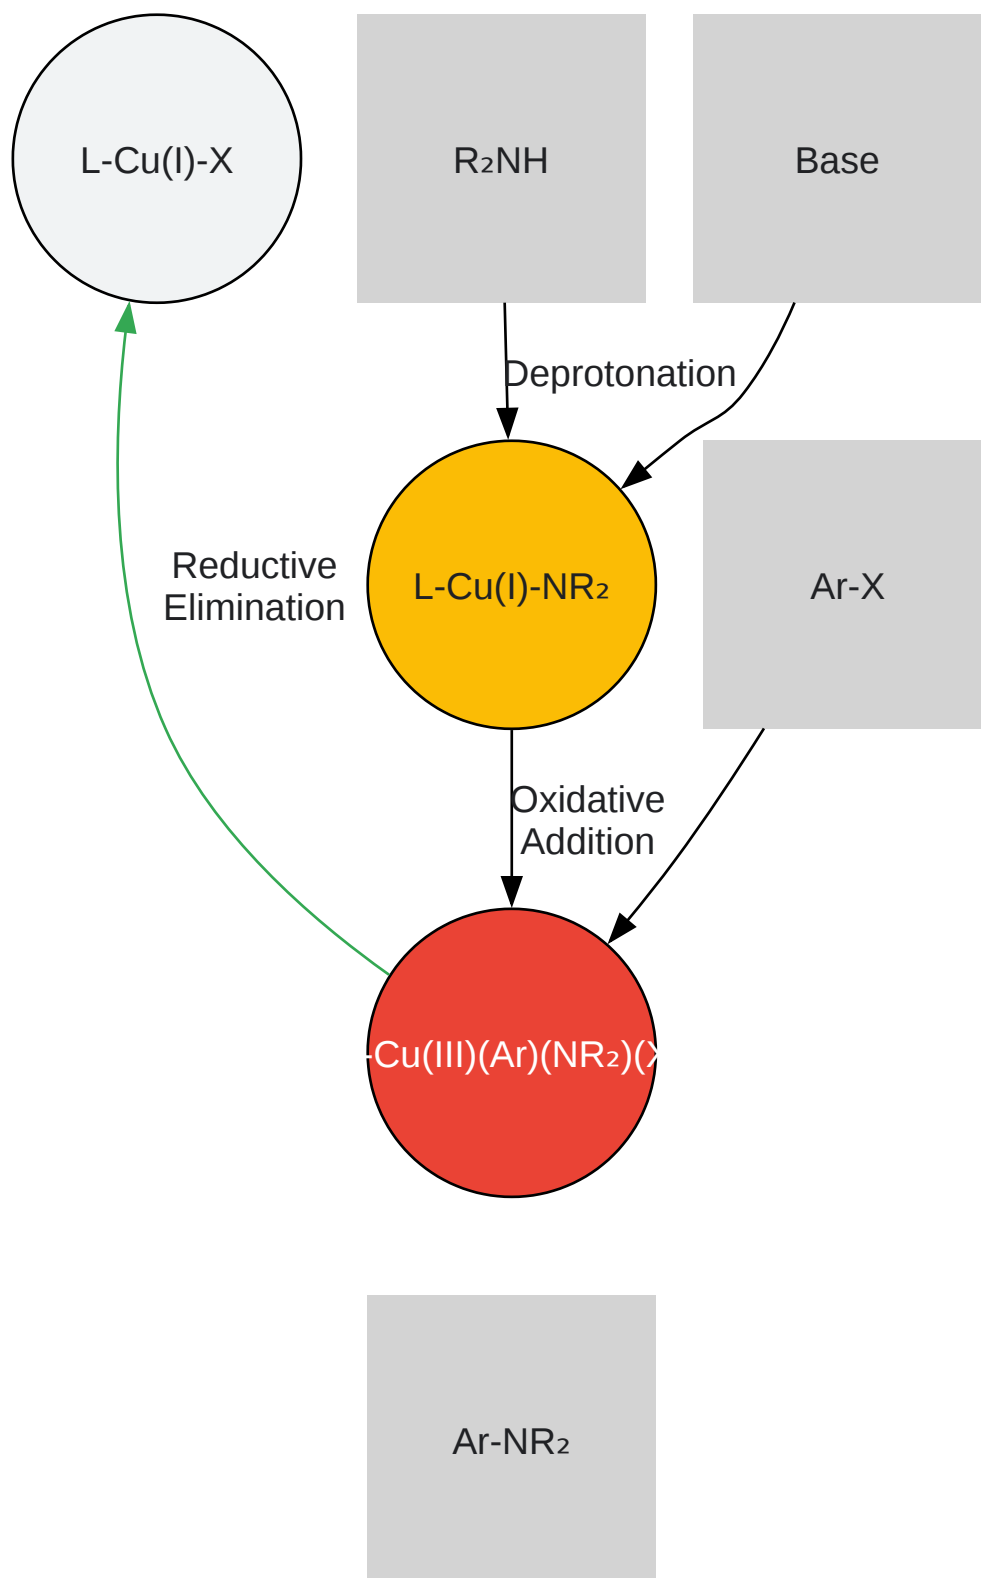 L-Cu(I)-X
R₂NH
Base
Deprotonation
Reductive
Elimination
L-Cu(I)-NR₂
Ar-X
Oxidative
Addition
-Cu(III)(Ar)(NR₂)(X
Ar-NR₂